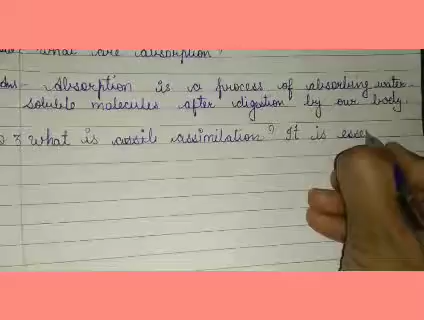 what are absorption?
Ans- Absorption is a process of absorbing water-
soluble molecules after digestion by our body.
Q 3 what is assimilation? It is esse